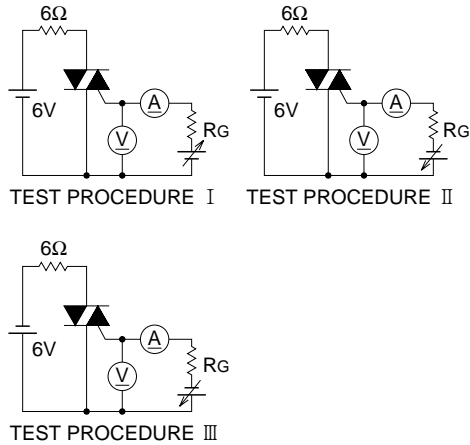 6Ω 6Ω
6V A V RG 6V A V RG
TEST PROCEDURE Ⅰ TEST PROCEDURE Ⅱ
6Ω
6V A V RG
TEST PROCEDURE Ⅲ